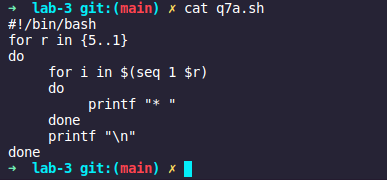 ➜  lab-3 git:(main) ✗ cat q7a.sh
#!/bin/bash
for r in {5..1}
do
     for i in $(seq 1 $r)
     do
          printf "* "
     done
     printf "\n"
done
➜  lab-3 git:(main) ✗